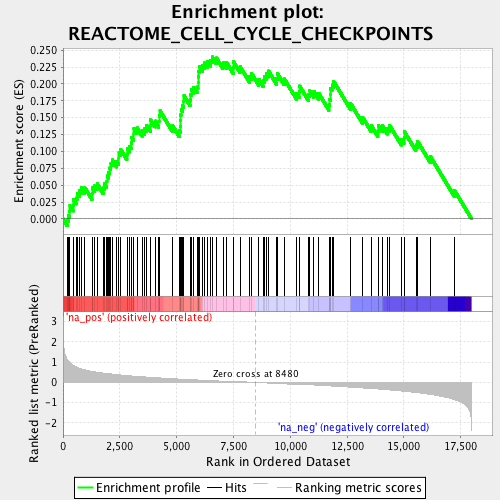 Enrichment plot:
REACTOME_CELL_CYCLE_CHECKPOINTS
Enrichment score (ES)
0.250
0.225
0.200
0.175
0.150
0.125
0.100
0.075
0.050
0.025
0.000
'na_pos' (positively correlated)
Ranked list metric (PreRanked)
3
2
1
0
-1
-2
Zero cross at 8480
'na_neg' (negatively correlated)
0
2,500
5,000
7,500
10,000
12,500
15,000
17,500
Rank in Ordered Dataset
Enrichment profile
Hits
Ranking metric scores